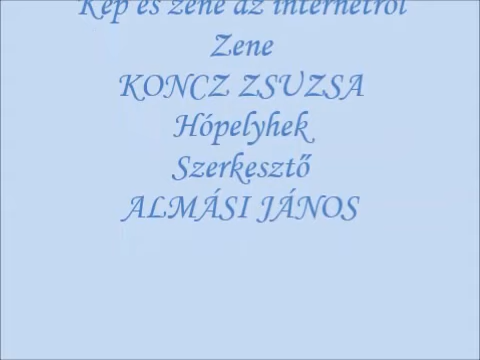 Kép és zene az internetről
Zene
KONCZ ZSUZSA
Hópelyhek
Szerkesztő
ALMÁSI JÁNOS